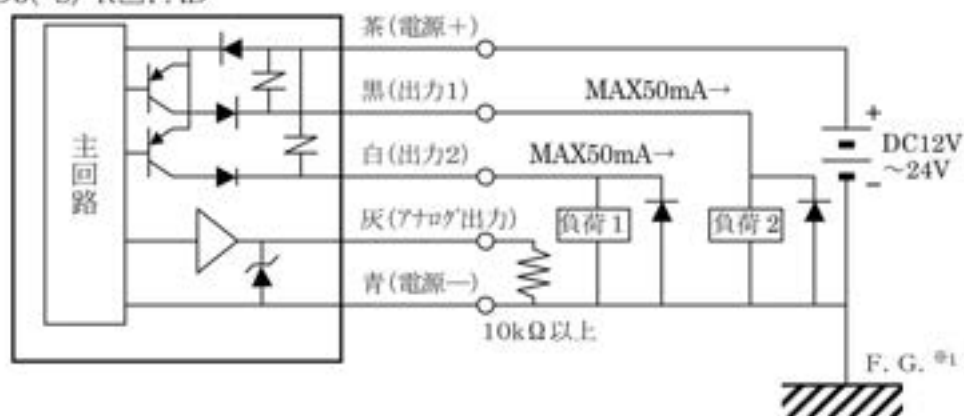 茶(電源+)
黒(出力1)
MAX50mA→
白(出力2)
MAX50mA→
主回路
+
DC12V
～24V
−
負荷1
負荷2
灰(アナログ出力)
青(電源―)
10kΩ以上
F. G. ※1